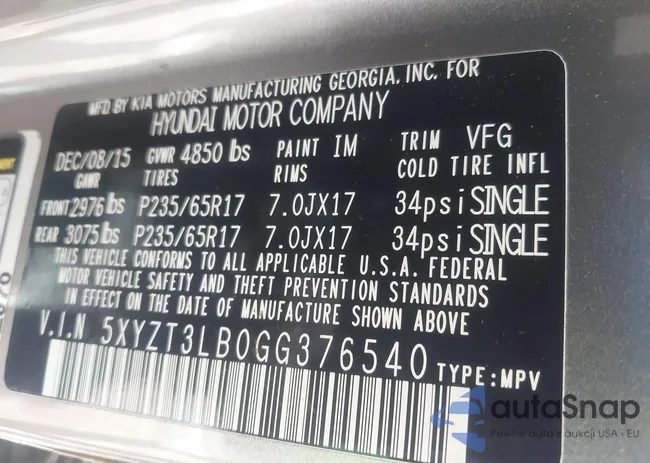 MFD BY KIA MOTORS MANUFACTURING GEORGIA, INC. FOR
HYUNDAI MOTOR COMPANY
DEC/08/15 GVWR 4850 lbs PAINT IM TRIM VFG
GAWR TIRES RIMS COLD TIRE INFL
FRONT 2976 lbs P235/65R17 7.0JX17 34psi SINGLE
REAR 3075 lbs P235/65R17 7.0JX17 34psi SINGLE
THIS VEHICLE CONFORMS TO ALL APPLICABLE U.S.A. FEDERAL
MOTOR VEHICLE SAFETY AND THEFT PREVENTION STANDARDS
IN EFFECT ON THE DATE OF MANUFACTURE SHOWN ABOVE
V.I.N 5XYZT3LB0GG376540 TYPE:MPV
autaSnap
Pewne auta z aukcji USA i EU